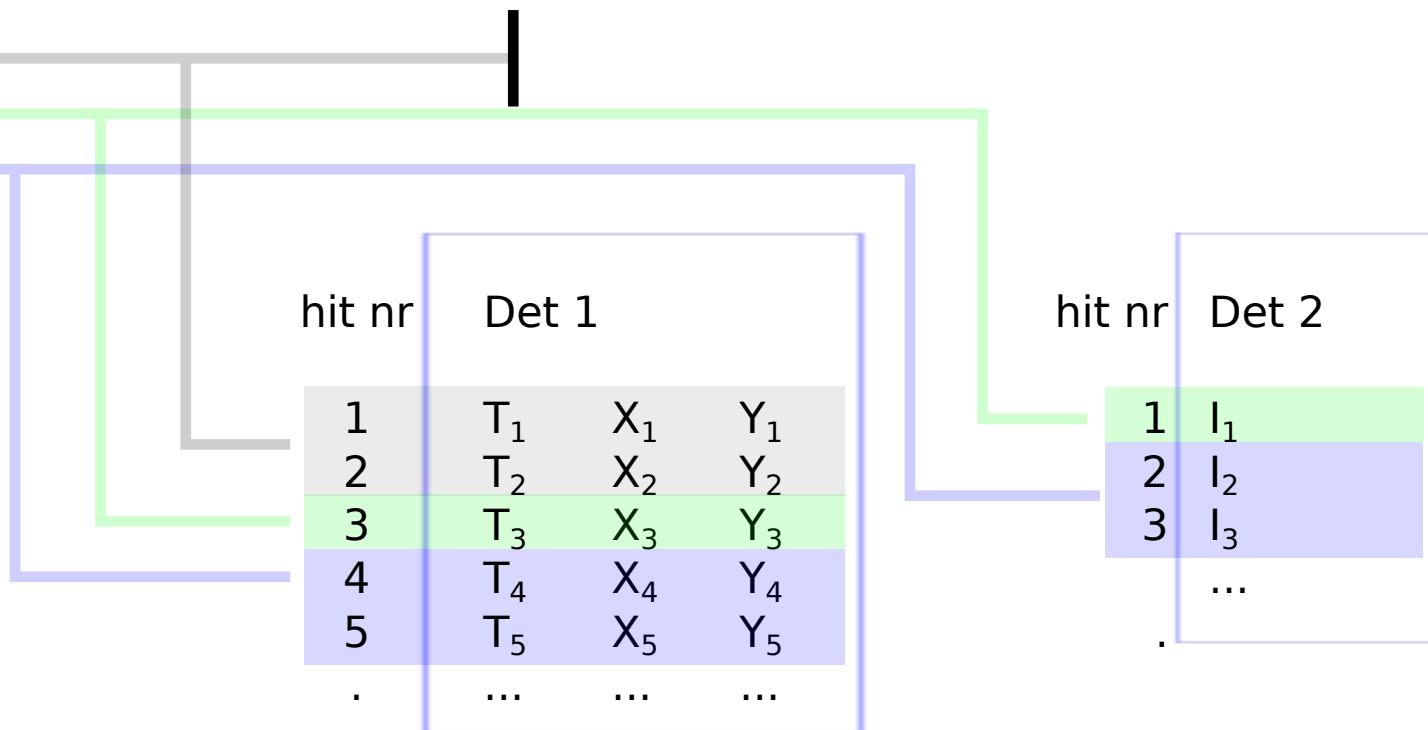 hit nr Det 1 hit nr Det 2
1 T1 X1 Y1 1 I1
2 T2 X2 Y2 2 I2
3 T3 X3 Y3 3 I3
4 T4 X4 Y4 ...
5 T5 X5 Y5 .
. ... ... ...